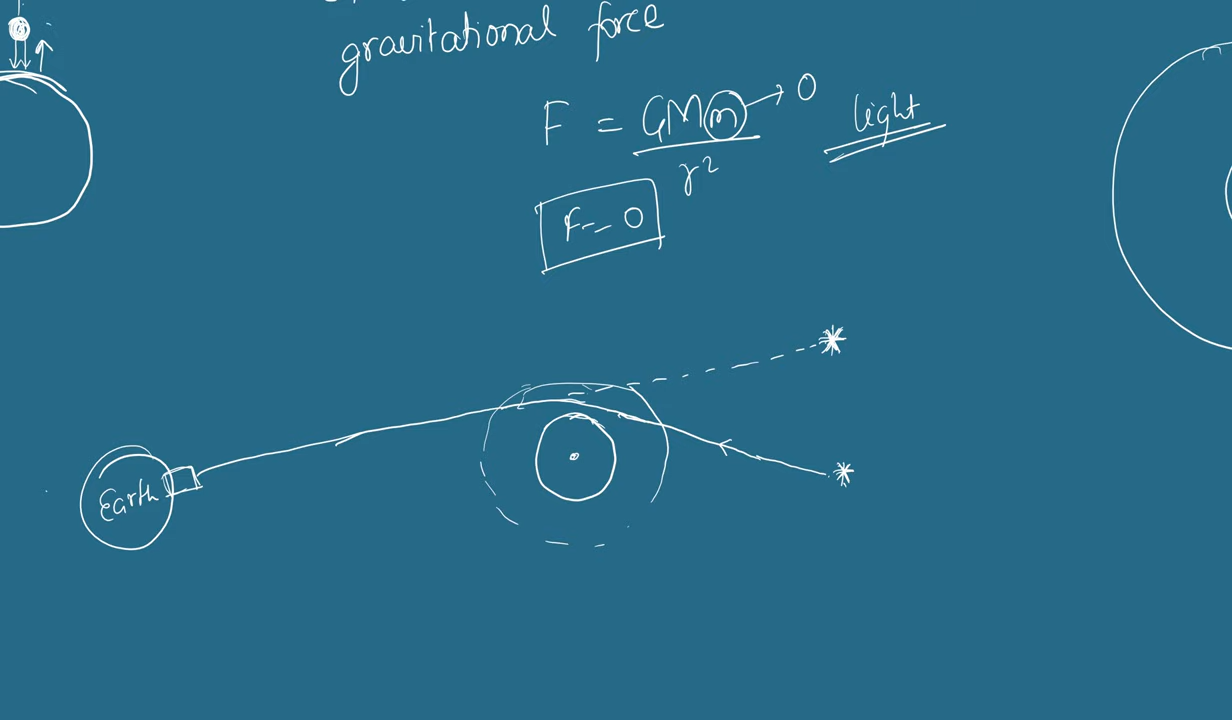 gravitational force
F = GMm/r² → 0 light
F = 0
Earth